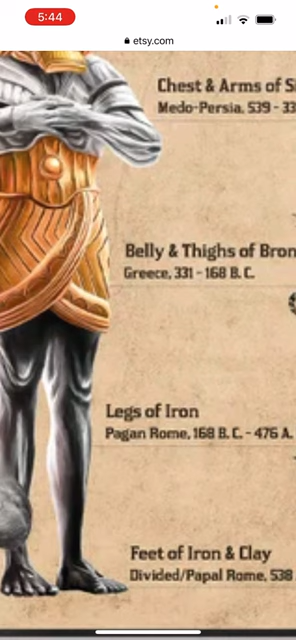 5:44
etsy.com
Chest & Arms of Si
Medo-Persia, 539 - 33
Belly & Thighs of Bron
Greece, 331 - 168 B. C.
Legs of Iron
Pagan Rome, 168 B. C. - 476 A.
Feet of Iron & Clay
Divided/Papal Rome, 538